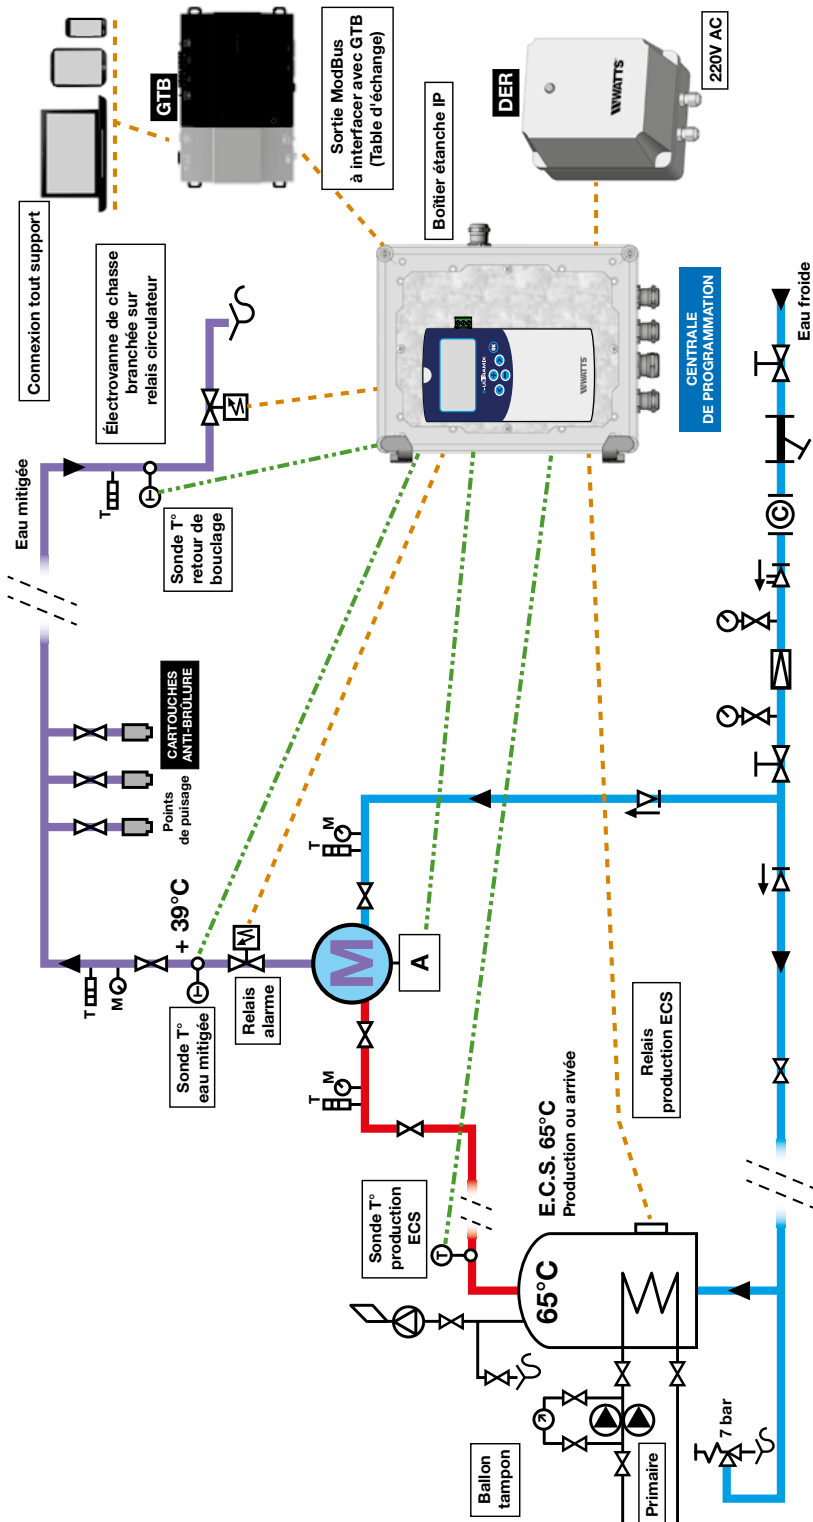 Connexion tout support
GTB
Sortie ModBus
à interfacer avec GTB
(Table d'échange)
DER
WATTS
220V AC
Boîtier étanche IP
Électrovanne de chasse
branchée sur
relais circulateur
Eau mitigée
T
T
Sonde T°
retour de
bouclage
e-ULTRAMIX
OK
WATTS
CENTRALE
DE PROGRAMMATION
Eau froide
C
CARTOUCHES
ANTI-BRÛLURE
Points
de puisage
+ 39°C
T
M
T
Sonde T°
eau mitigée
Relais
alarme
M
A
T
M
T
M
Relais
production ECS
E.C.S. 65°C
Production ou arrivée
Sonde T°
production
ECS
T
65°C
Ballon
tampon
Primaire
7 bar